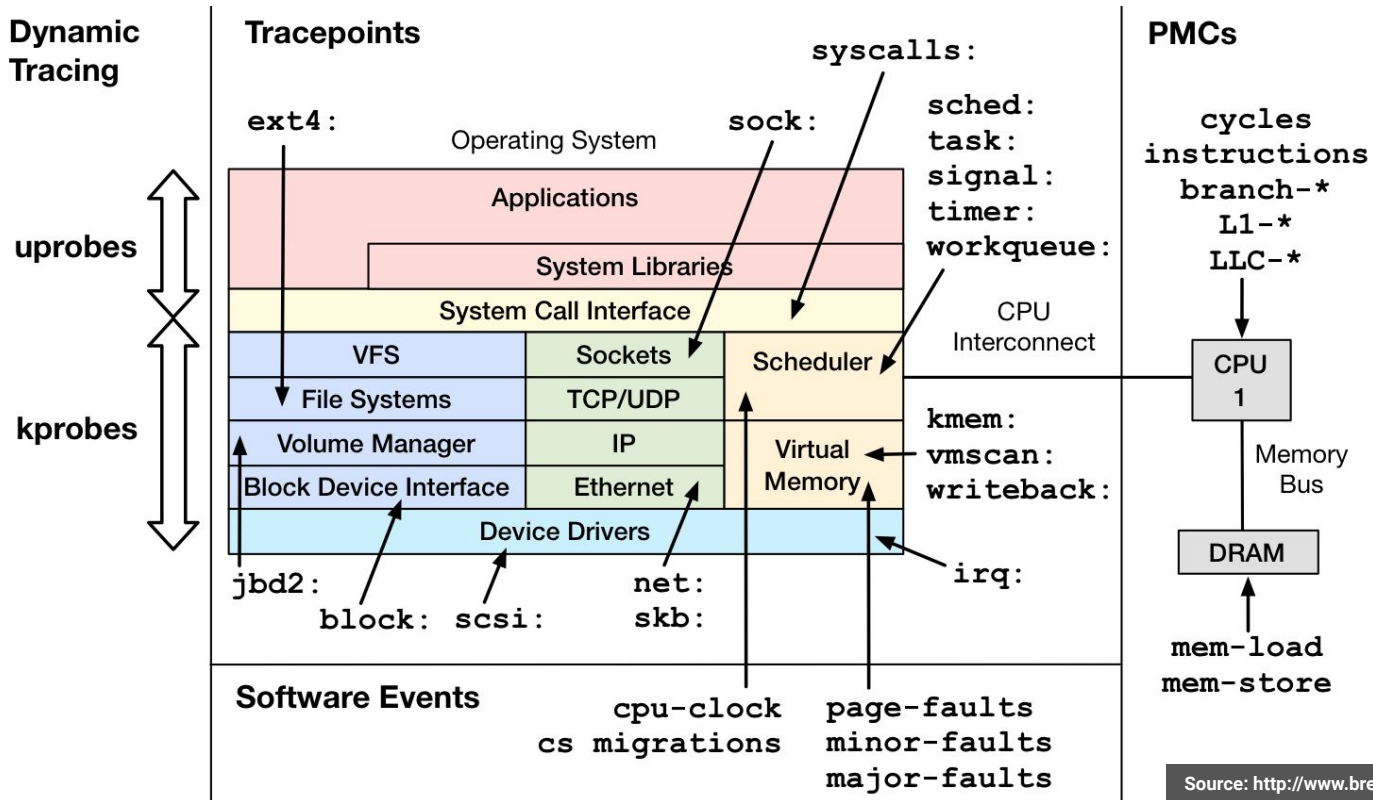 Dynamic
Tracing
Tracepoints
PMCs
syscalls:
ext4:
Operating System
sock:
sched:
task:
signal:
timer:
workqueue:
cycles
instructions
branch-*
L1-*
LLC-*
uprobes
kprobes
Applications
System Libraries
System Call Interface
VFS
Sockets
Scheduler
File Systems
TCP/UDP
Volume Manager
IP
Virtual
Memory
Block Device Interface
Ethernet
Device Drivers
CPU
Interconnect
CPU
1
kmem:
vmscan:
writeback:
Memory
Bus
DRAM
jbd2:
block:
scsi:
net:
skb:
irq:
mem-load
mem-store
Software Events
cpu-clock
cs migrations
page-faults
minor-faults
major-faults
Source: http://www.bre